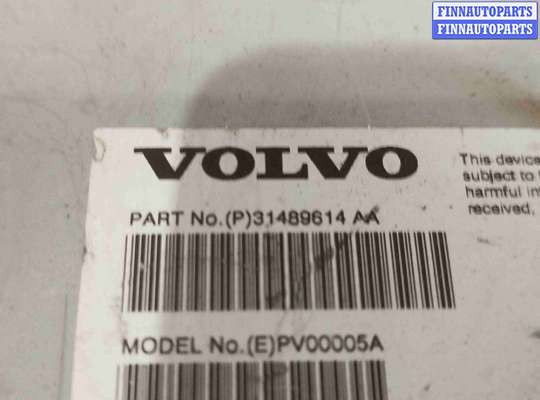 FINNAUTOPARTS
FINNAUTOPARTS
VOLVO
This device
subject to
harmful in
received,
PART No.(P)31489614 AA
MODEL No.(E)PV00005A